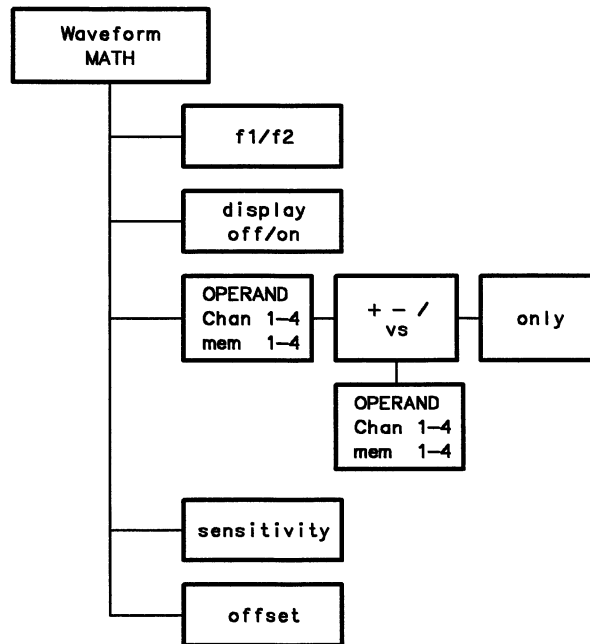 Waveform
MATH
f1/f2
display
off/on
OPERAND
Chan 1-4
mem 1-4
+ - /
vs
only
OPERAND
Chan 1-4
mem 1-4
sensitivity
offset